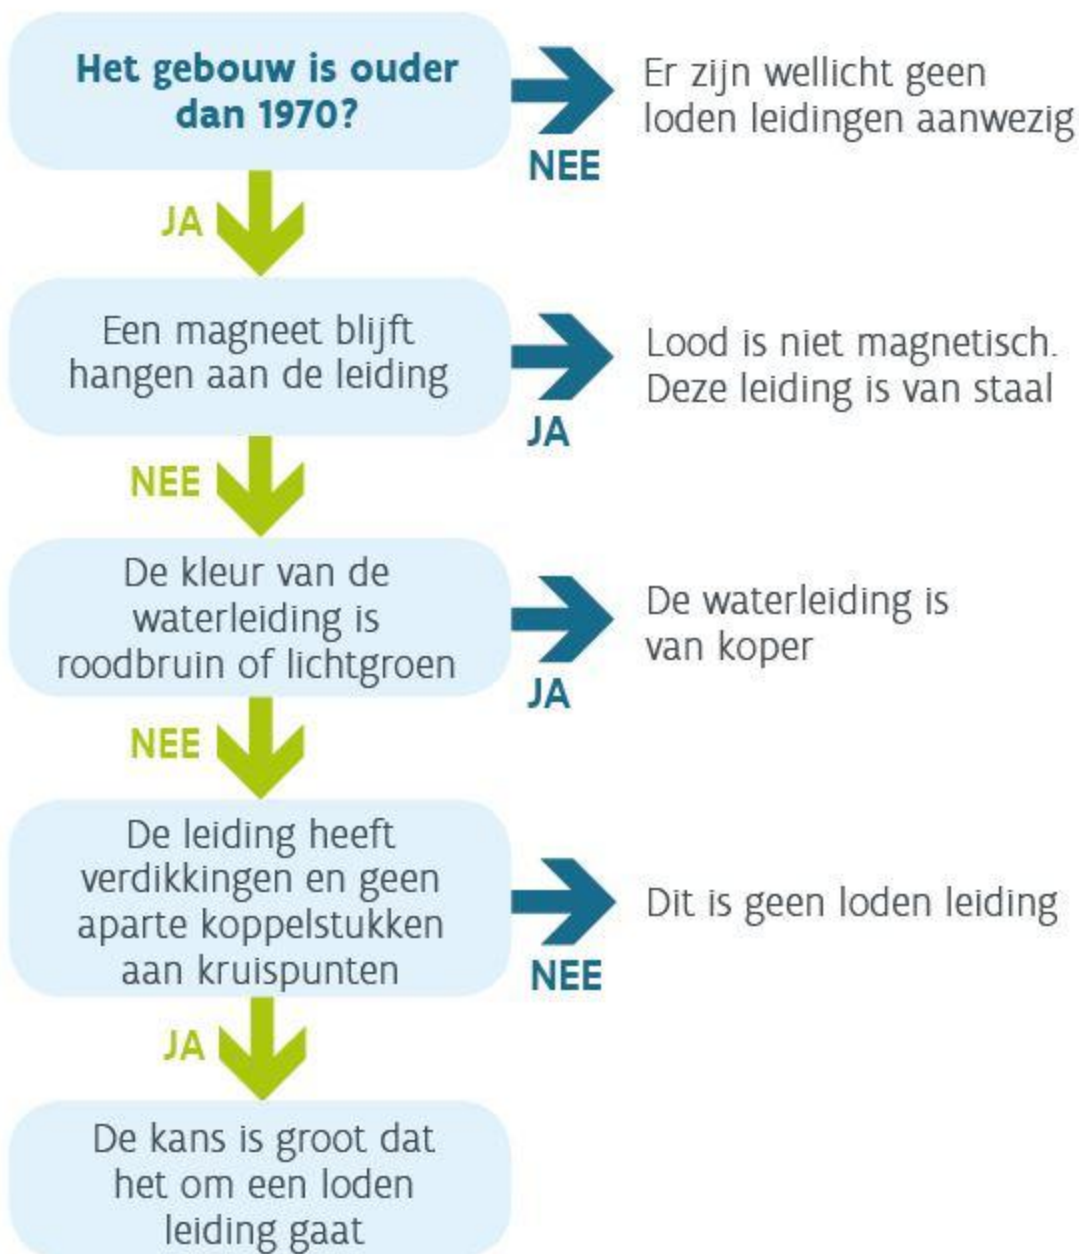 Het gebouw is ouder
dan 1970?
Er zijn wellicht geen
loden leidingen aanwezig
NEE
JA
Een magneet blijft
hangen aan de leiding
Lood is niet magnetisch.
Deze leiding is van staal
JA
NEE
De kleur van de
waterleiding is
roodbruin of lichtgroen
De waterleiding is
van koper
JA
NEE
De leiding heeft
verdikkingen en geen
aparte koppelstukken
aan kruispunten
Dit is geen loden leiding
NEE
JA
De kans is groot dat
het om een loden
leiding gaat